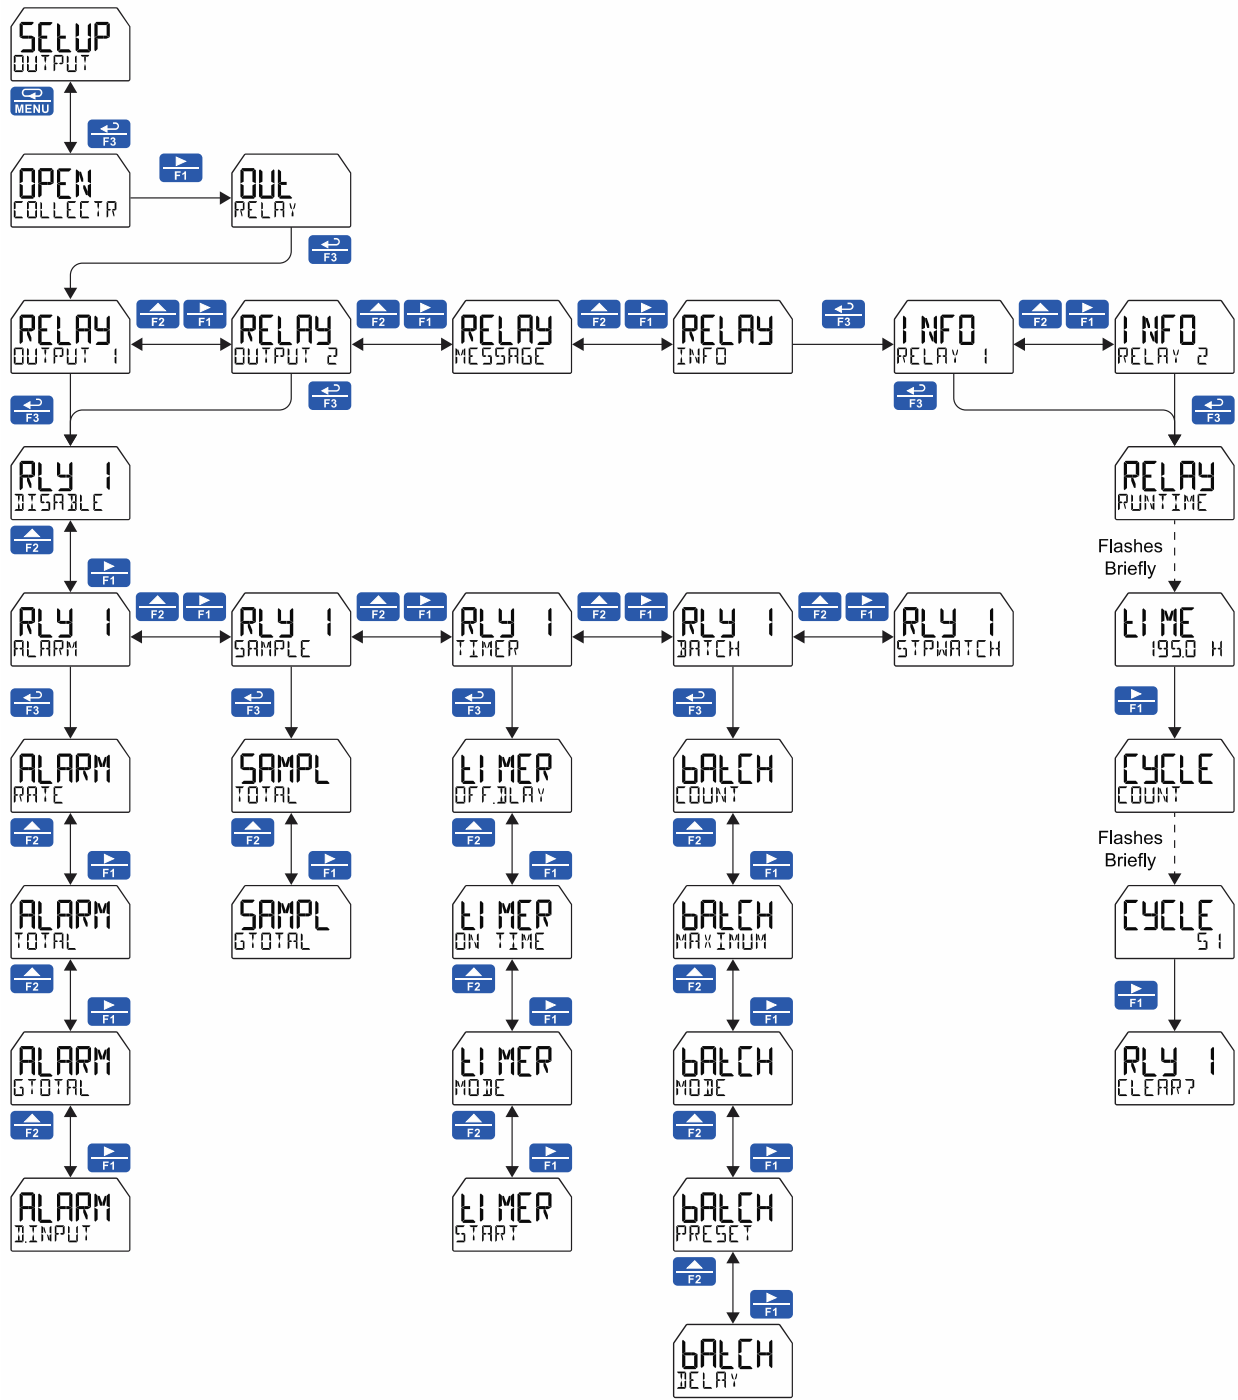 SEtUP
OUTPUT
MENU
F3
OPEN
COLLECTR
F1
OUt
RELAY
F3
RELAY
OUTPUT 1
F2 F1
RELAY
OUTPUT 2
F2 F1
RELAY
MESSAGE
F2 F1
RELAY
INFO
F3
INFO
RELAY 1
F2 F1
INFO
RELAY 2
F3
F3
F3
F3
RLY 1
DISABLE
RELAY
RUNTIME
F2
F1
Flashes
Briefly
RLY 1
ALARM
F2 F1
RLY 1
SAMPLE
F2 F1
RLY 1
TIMER
F2 F1
RLY 1
BATCH
F2 F1
RLY 1
STPWATCH
tIME
195.0 H
F3
F3
F3
F3
F1
ALARM
RATE
SAMPL
TOTAL
tIMER
OFF.DLAY
bAtCH
COUNT
CYCLE
COUNT
F2
F1
F2
F1
F2
F1
F2
F1
Flashes
Briefly
ALARM
TOTAL
SAMPL
GTOTAL
tIMER
ON TIME
bAtCH
MAXIMUM
CYCLE
51
F2
F1
F2
F1
F2
F1
F1
ALARM
GTOTAL
tIMER
MODE
bAtCH
MODE
RLY 1
CLEAR?
F2
F1
F2
F1
F2
F1
ALARM
D.INPUT
tIMER
START
bAtCH
PRESET
F2
F1
bAtCH
DELAY